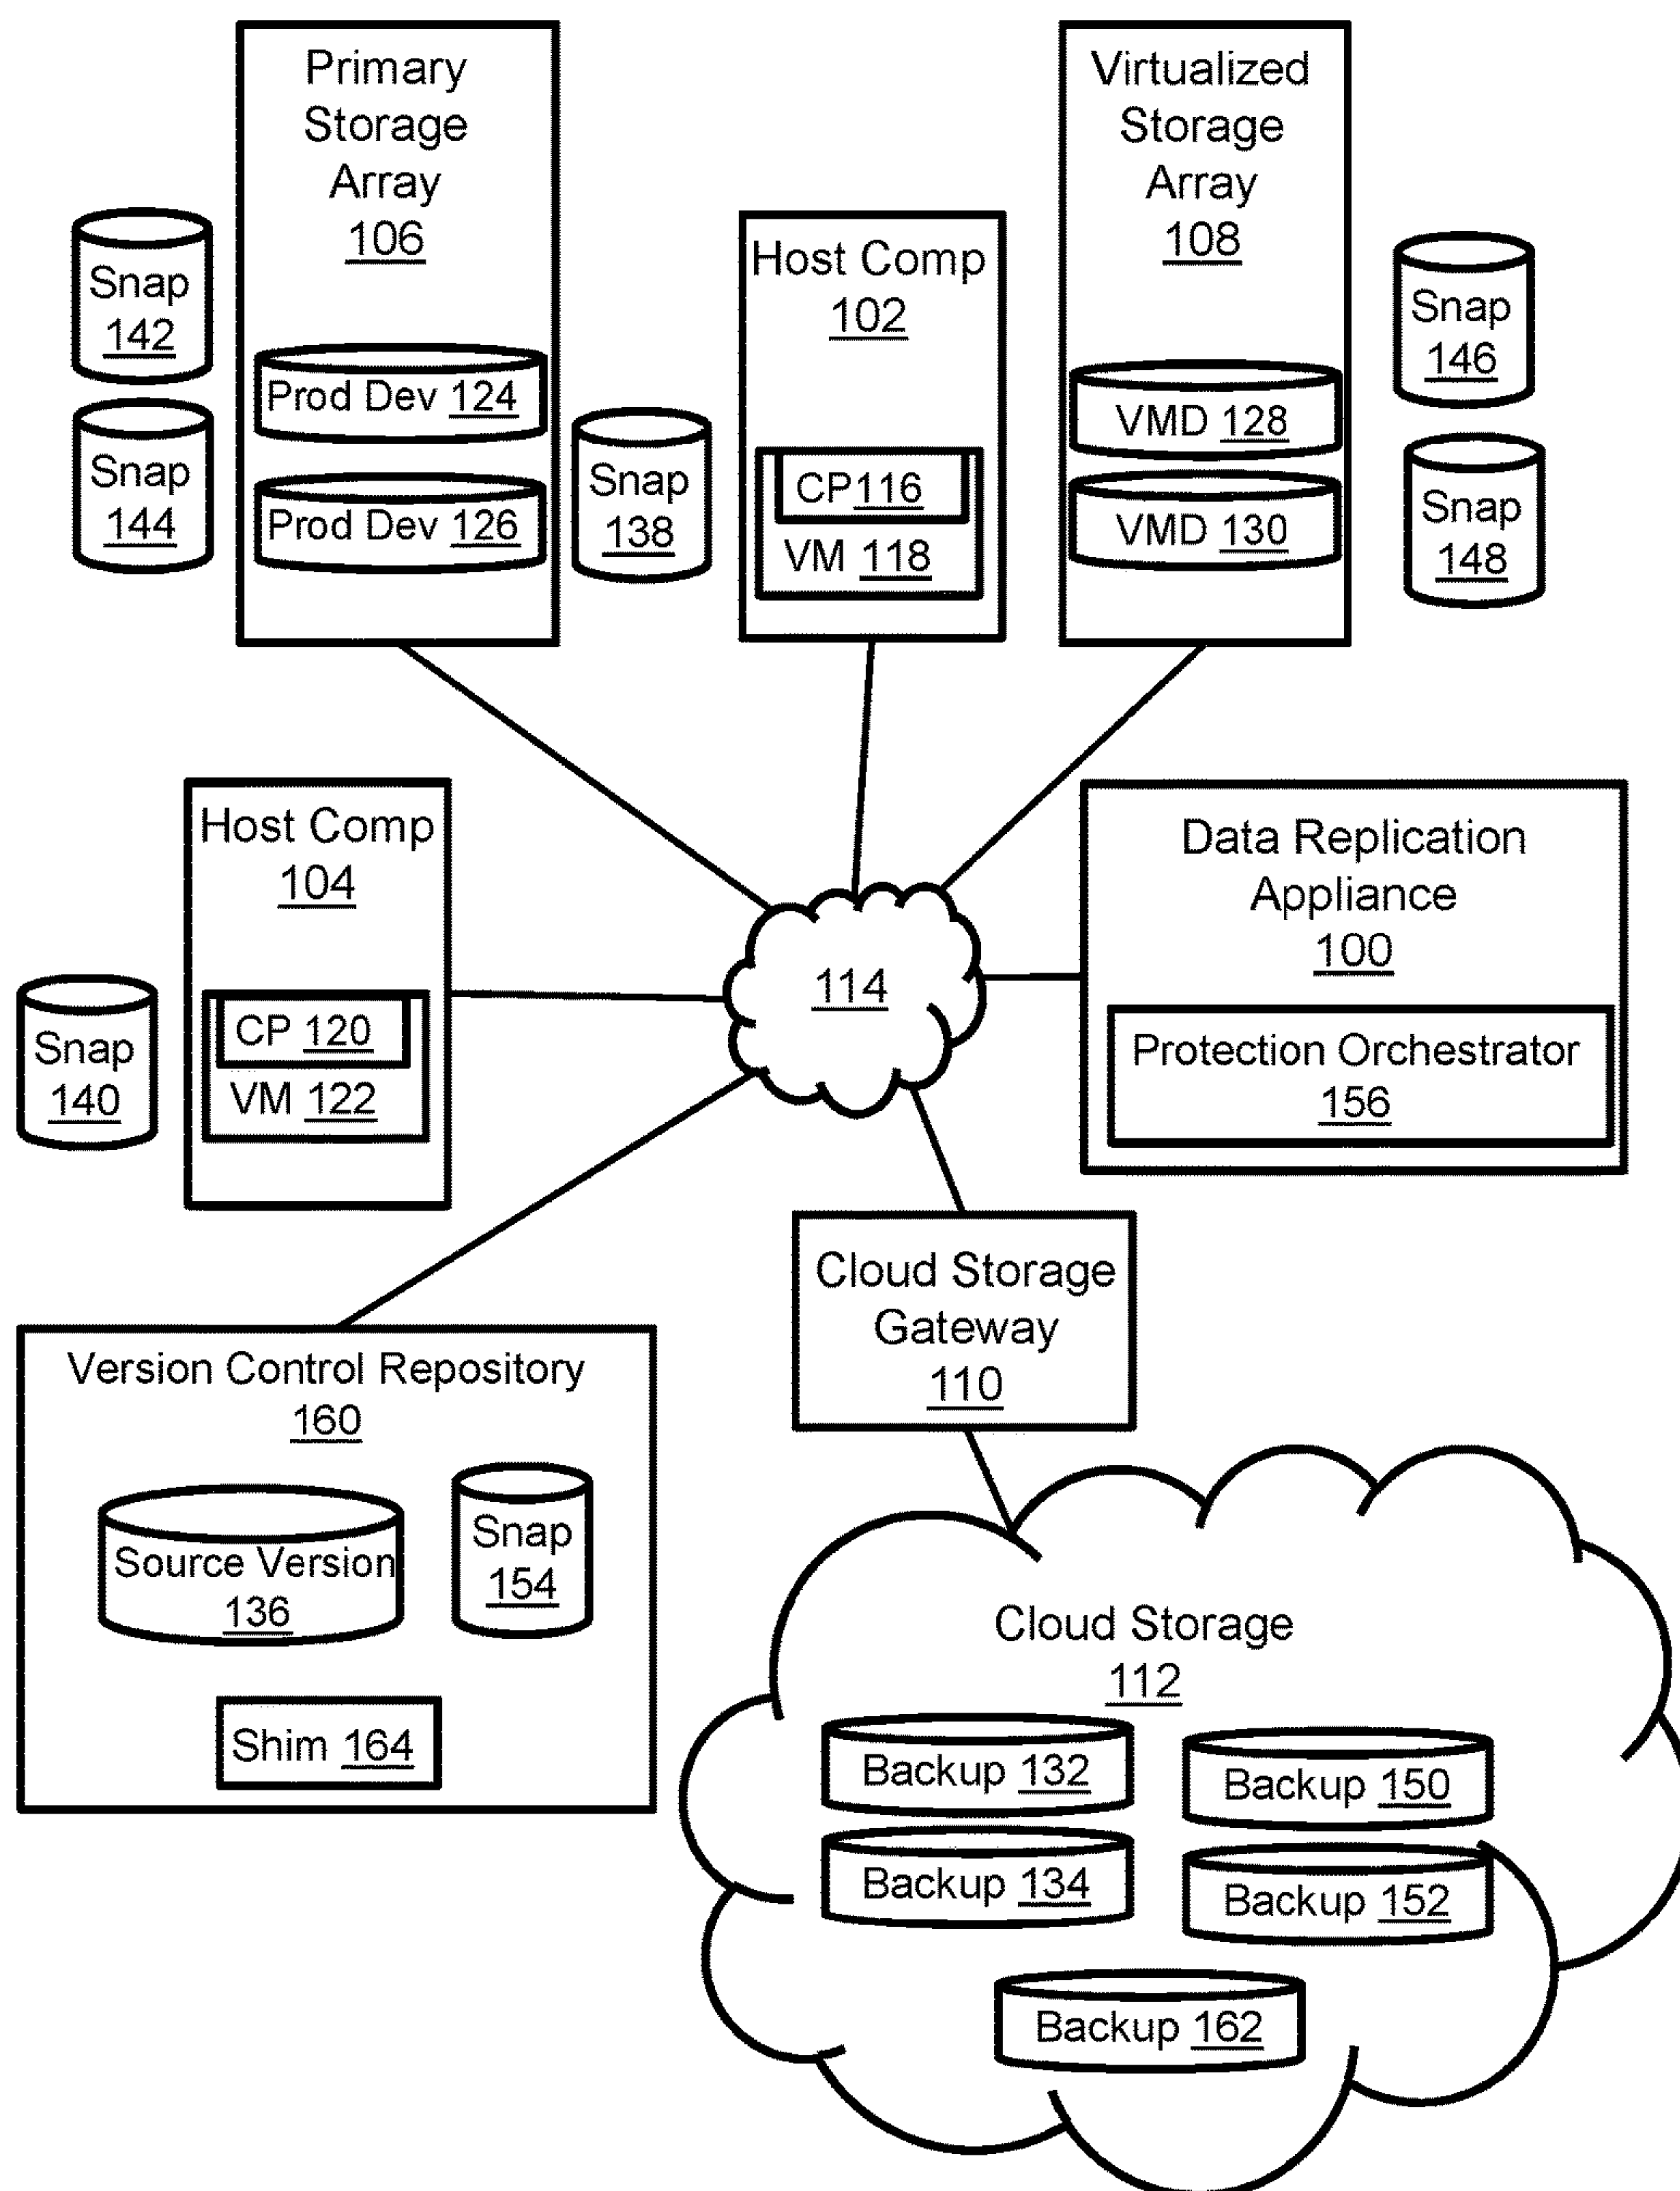 Primary
Storage
Array
106
Prod Dev 124
Prod Dev 126
Snap
142
Snap
144
Snap
138
Host Comp
102
CP116
VM 118
Virtualized
Storage
Array
108
VMD 128
VMD 130
Snap
146
Snap
148
Host Comp
104
CP 120
VM 122
Snap
140
114
Data Replication
Appliance
100
Protection Orchestrator
156
Cloud Storage
Gateway
110
Version Control Repository
160
Source Version
136
Snap
154
Shim 164
Cloud Storage
112
Backup 132
Backup 150
Backup 134
Backup 152
Backup 162